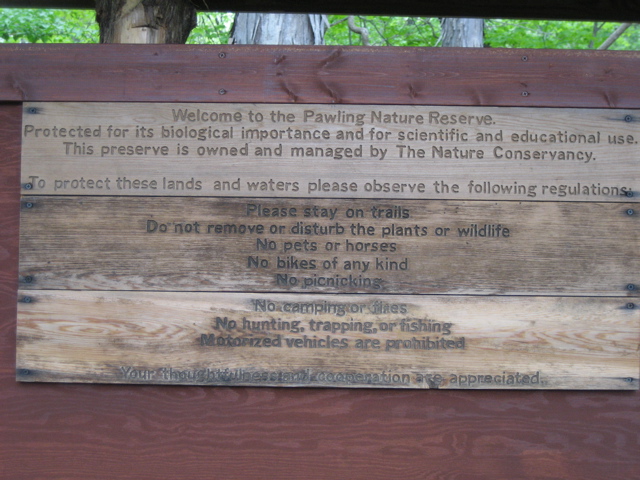 Welcome to the Pawling Nature Reserve.
Protected for its biological importance and for scientific and educational use.
This preserve is owned and managed by The Nature Conservancy.
To protect these lands and waters please observe the following regulations:
Please stay on trails
Do not remove or disturb the plants or wildlife
No pets or horses
No bikes of any kind
No picnicking
No camping or fires
No hunting, trapping, or fishing
Motorized vehicles are prohibited
Your thoughtfulness and cooperation are appreciated.